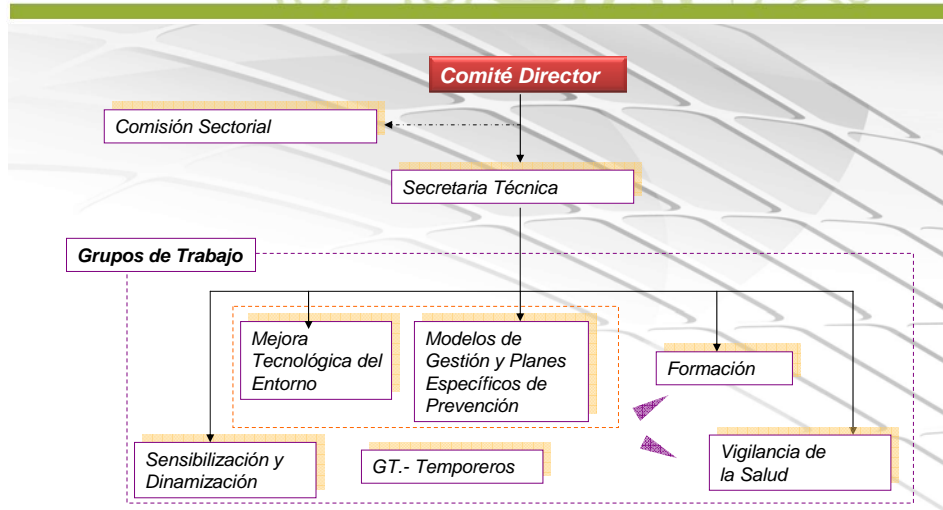 Comité Director
Comisión Sectorial
Secretaria Técnica
Grupos de Trabajo
Mejora
Tecnológica del
Entorno
Modelos de
Gestión y Planes
Específicos de
Prevención
Formación
Sensibilización y
Dinamización
GT.- Temporeros
Vigilancia de
la Salud